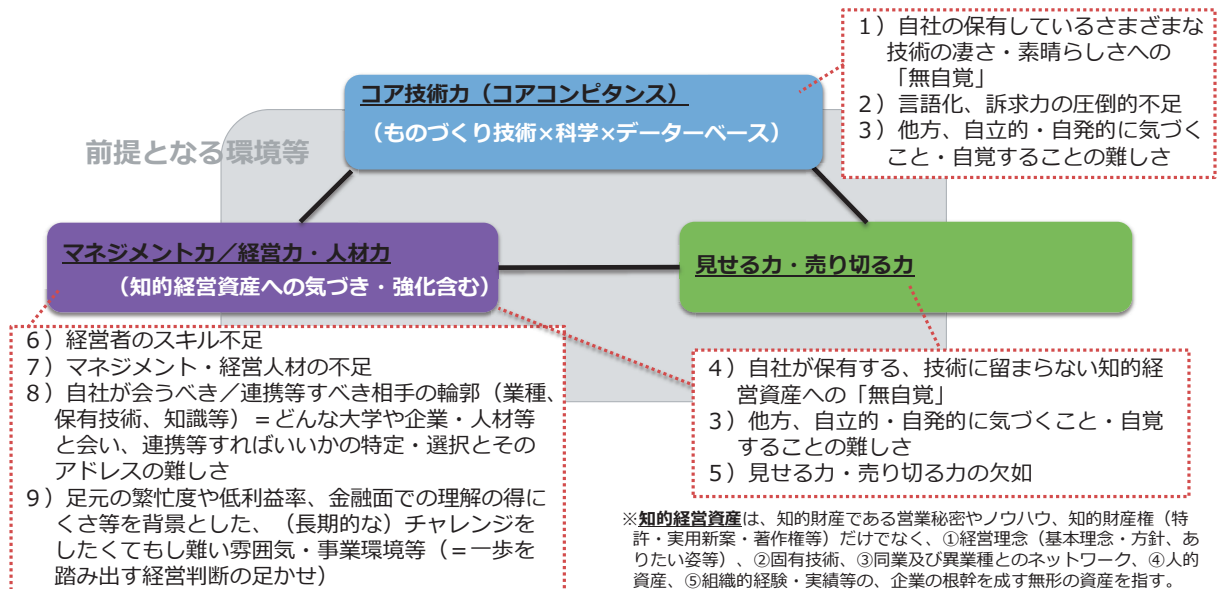 1）自社の保有しているさまざまな
技術の凄さ・素晴らしさへの
「無自覚」
2）言語化、訴求力の圧倒的不足
3）他方、自立的・自発的に気づく
こと・自覚することの難しさ
コア技術力（コアコンピタンス）
（ものづくり技術×科学×データーベース）
前提となる環境等
マネジメント力／経営力・人材力
（知的経営資産への気づき・強化含む）
見せる力・売り切る力
6）経営者のスキル不足
7）マネジメント・経営人材の不足
8）自社が会うべき／連携等すべき相手の輪郭（業種、
保有技術、知識等）＝どんな大学や企業・人材等
と会い、連携等すればいいかの特定・選択とその
アドレスの難しさ
9）足元の繁忙度や低利益率、金融面での理解の得に
くさ等を背景とした、（長期的な）チャレンジを
したくてもし難い雰囲気・事業環境等（＝一歩を
踏み出す経営判断の足かせ）
4）自社が保有する、技術に留まらない知的経
営資産への「無自覚」
3）他方、自立的・自発的に気づくこと・自覚
することの難しさ
5）見せる力・売り切る力の欠如
※知的経営資産は、知的財産である営業秘密やノウハウ、知的財産権（特
許・実用新案・著作権等）だけでなく、①経営理念（基本理念・方針、あ
りたい姿等）、②固有技術、③同業及び異業種とのネットワーク、④人的
資産、⑤組織的経験・実績等の、企業の根幹を成す無形の資産を指す。